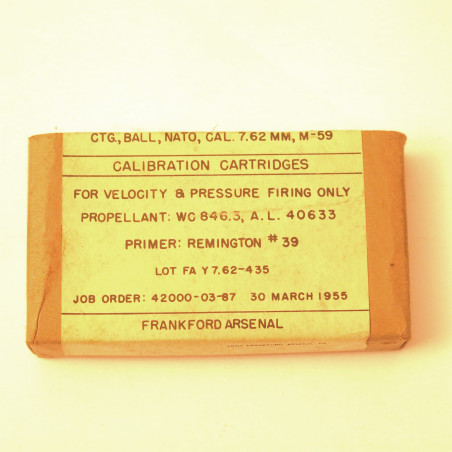 CTG., BALL, NATO, CAL. 7.62 MM, M-59
CALIBRATION CARTRIDGES
FOR VELOCITY & PRESSURE FIRING ONLY
PROPELLANT: WC 846.3, A.L. 40633
PRIMER: REMINGTON #39
LOT FA Y 7.62-435
JOB ORDER: 42000-03-87 30 MARCH 1955
FRANKFORD ARSENAL